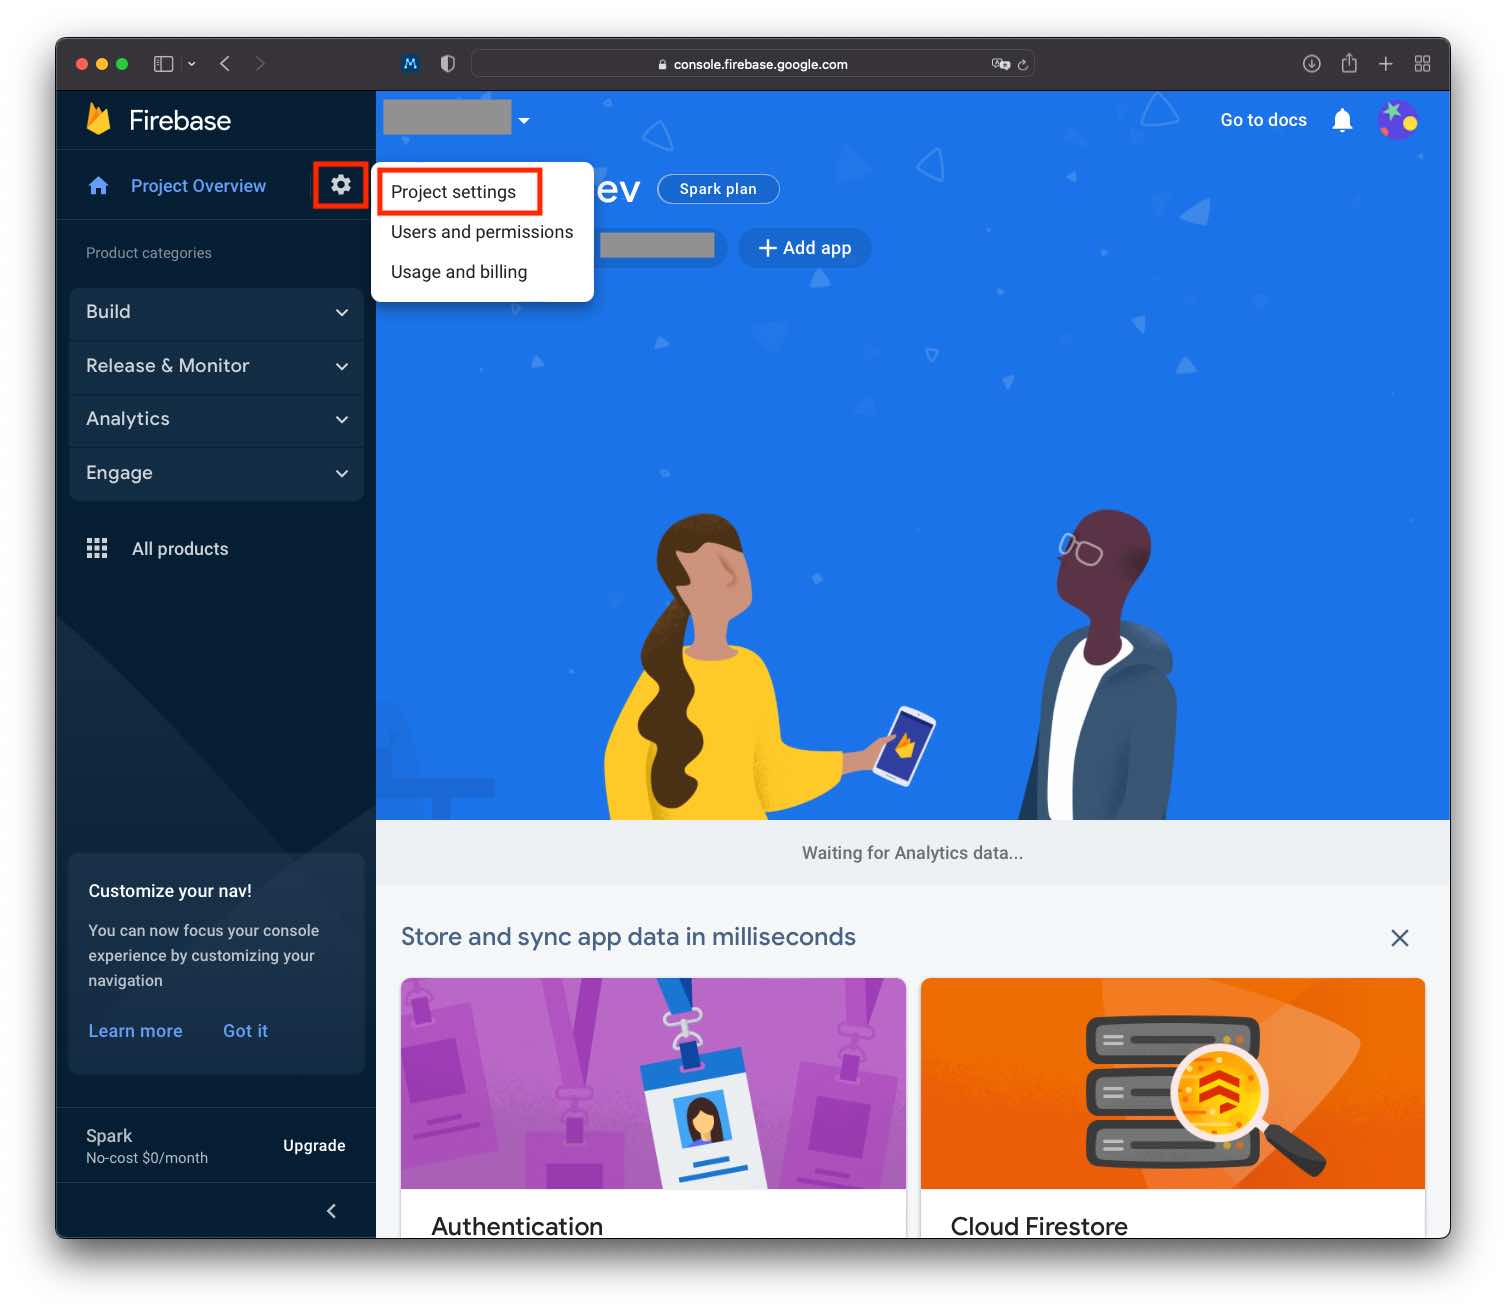 console.firebase.google.com
Firebase
Go to docs
Project Overview
Project settings
ev
Spark plan
Users and permissions
Add app
Usage and billing
Product categories
Build
Release & Monitor
Analytics
Engage
All products
Waiting for Analytics data...
Customize your nav!
You can now focus your console
experience by customizing your
navigation
Learn more Got it
Store and sync app data in milliseconds
Spark
No-cost $0/month
Upgrade
Authentication
Cloud Firestore